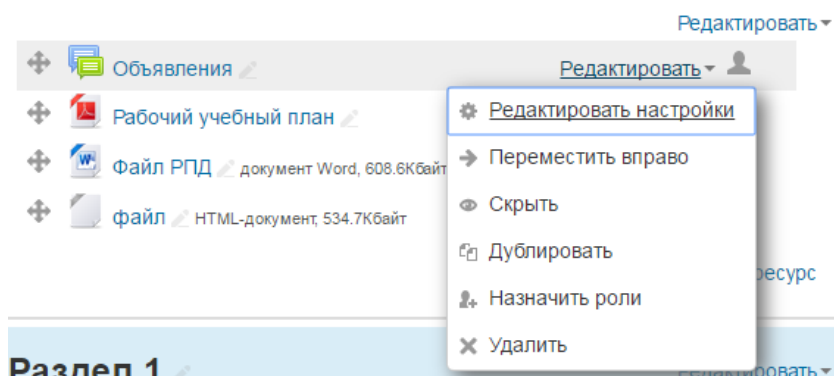 Редактировать
Объявления Редактировать
Редактировать настройки
Рабочий учебный план
Переместить вправо
Файл РПД документ Word, 608.6Кбайт
Скрыть
файл HTML-документ, 534.7Кбайт
Дублировать
ресурс
Назначить роли
Удалить
Раздел 1 Редактировать